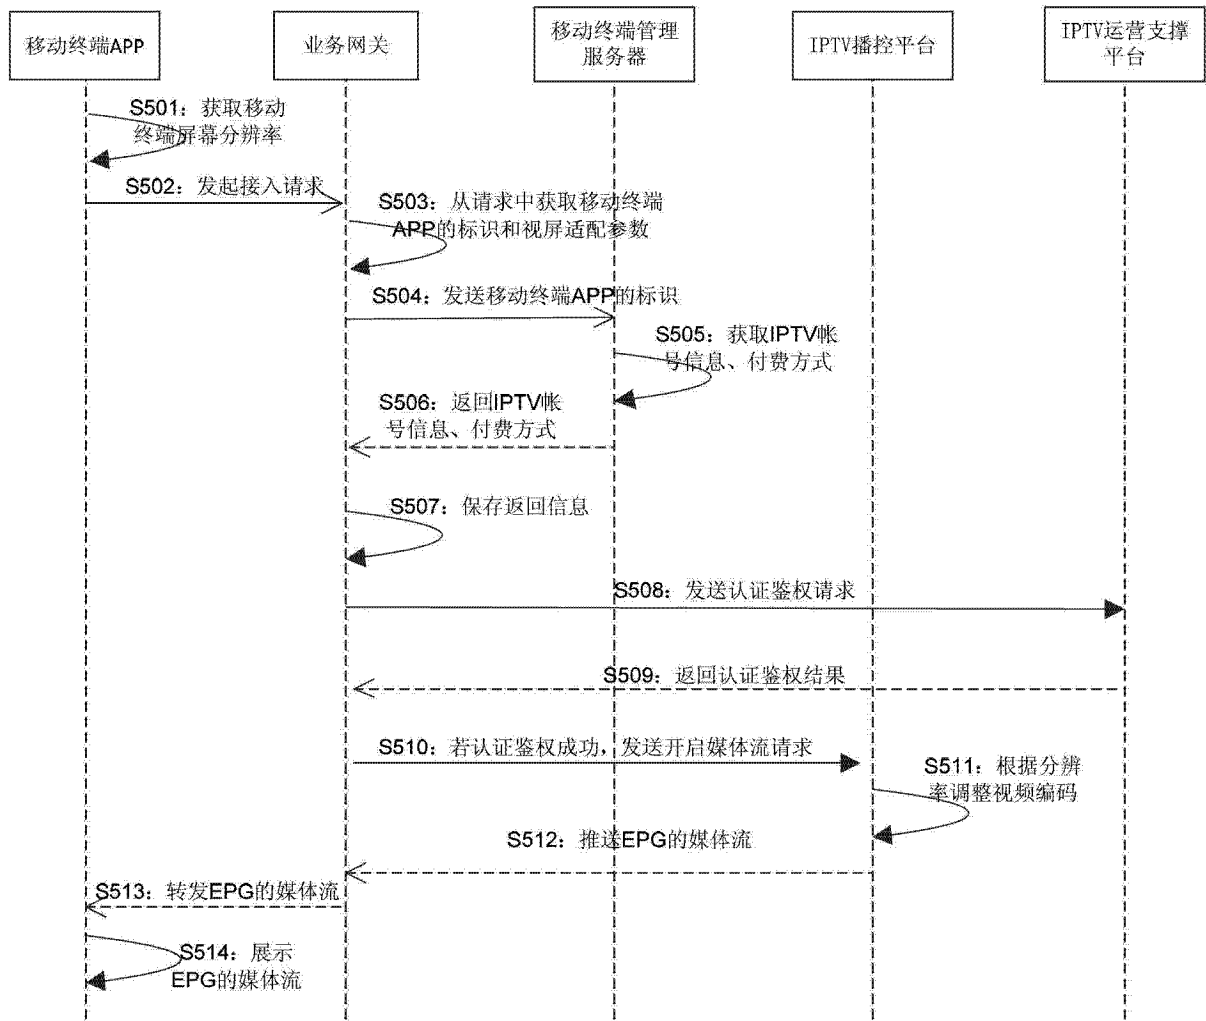 移动终端APP
业务网关
移动终端管理
服务器
IPTV播控平台
IPTV运营支撑
平台
S501：获取移动
终端屏幕分辨率
S502：发起接入请求
S503：从请求中获取移动终端
APP的标识和视屏适配参数
S504：发送移动终端APP的标识
S505：获取IPTV帐
号信息、付费方式
S506：返回IPTV帐
号信息、付费方式
S507：保存返回信息
S508：发送认证鉴权请求
S509：返回认证鉴权结果
S510：若认证鉴权成功，发送开启媒体流请求
S511：根据分辨
率调整视频编码
S512：推送EPG的媒体流
S513：转发EPG的媒体流
S514：展示
EPG的媒体流